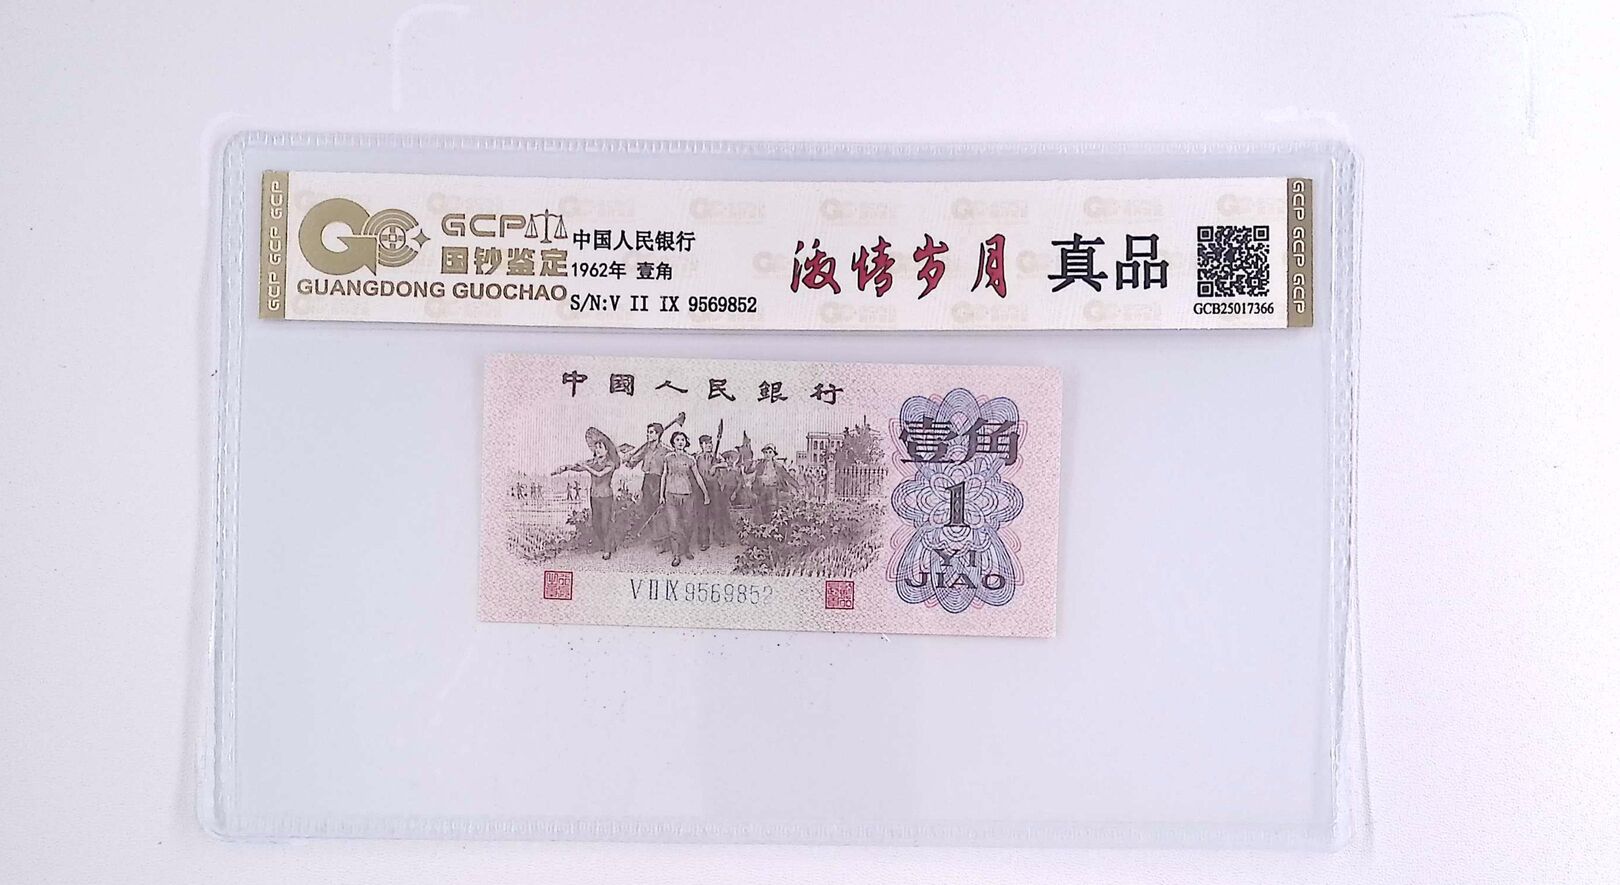 GCP GCP GCP
GCP
国钞鉴定
GUANGDONG GUOCHAO
中国人民银行
1962年 壹角
S/N:V II IX 9569852
激情岁月 真品
GCB25017366
GCP GCP GCP
中國人民銀行
壹角
1
YI
JIAO
V II IX 9569852